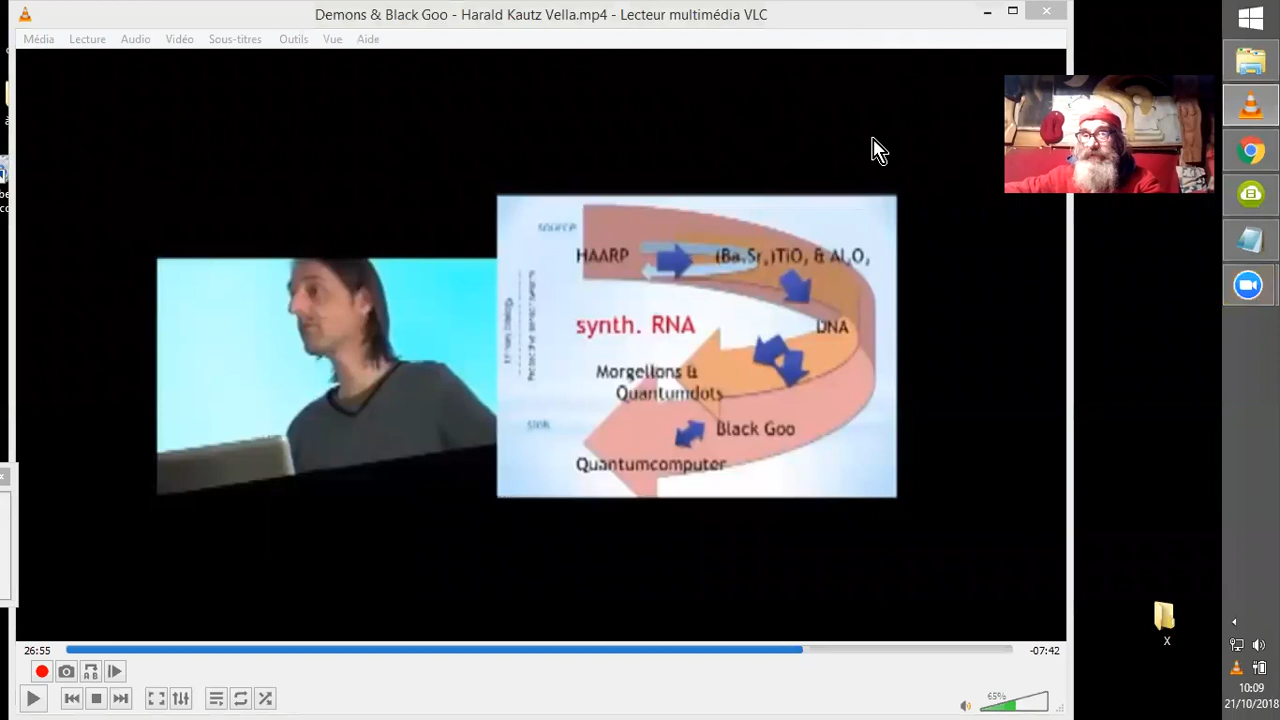 Demons & Black Goo - Harald Kautz Vella.mp4 - Lecteur multimédia VLC
Média Lecture Audio Vidéo Sous-titres Outils Vue Aide
source
HAARP
(Ba,Sr,)TiO, & Al,O,
synth. RNA
DNA
Morgellons &
Quantumdots
sink
Black Goo
Quantumcomputer
X
26:55
-07:42
65%
10:09
21/10/2018